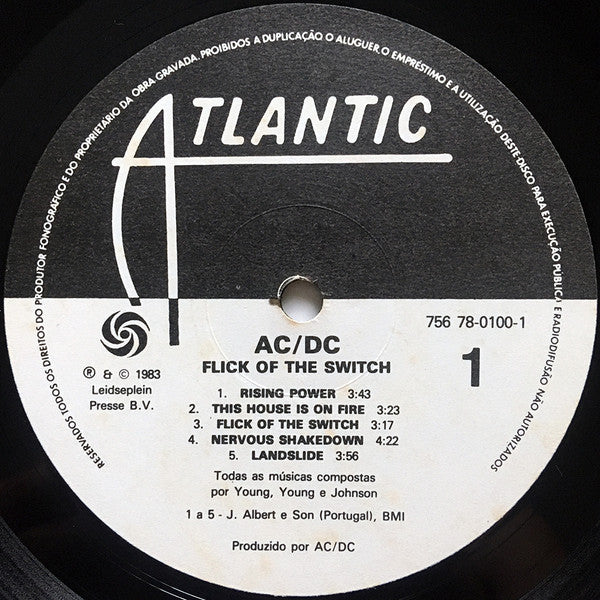 RESERVADOS TODOS OS DIREITOS DO PRODUTOR FONOGRÁFICO E DO PROPRIETÁRIO DA OBRA GRAVADA. PROIBIDOS A DUPLICAÇÃO O ALUGUER, O EMPRÉSTIMO E A UTILIZAÇÃO DESTE DISCO PARA EXECUÇÃO PÚBLICA E RADIODIFUSÃO NÃO AUTORIZADOS
ATLANTIC
756 78-0100-1
1
℗ & © 1983
Leidseplein
Presse B.V.
AC/DC
FLICK OF THE SWITCH
1. RISING POWER 3:43
2. THIS HOUSE IS ON FIRE 3:23
3. FLICK OF THE SWITCH 3:17
4. NERVOUS SHAKEDOWN 4:22
5. LANDSLIDE 3:56
Todas as músicas compostas
por Young, Young e Johnson
1 a 5 - J. Albert e Son (Portugal), BMI
Produzido por AC/DC